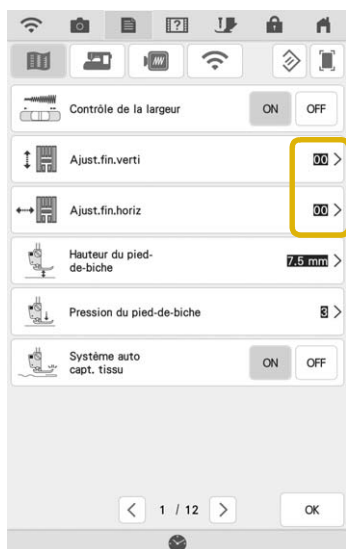 ?
Contrôle de la largeur ON OFF
Ajust.fin.verti 00 >
Ajust.fin.horiz 00 >
Hauteur du pied-
de-biche 7.5 mm >
Pression du pied-de-biche 3 >
Système auto
capt. tissu ON OFF
< 1 / 12 > OK